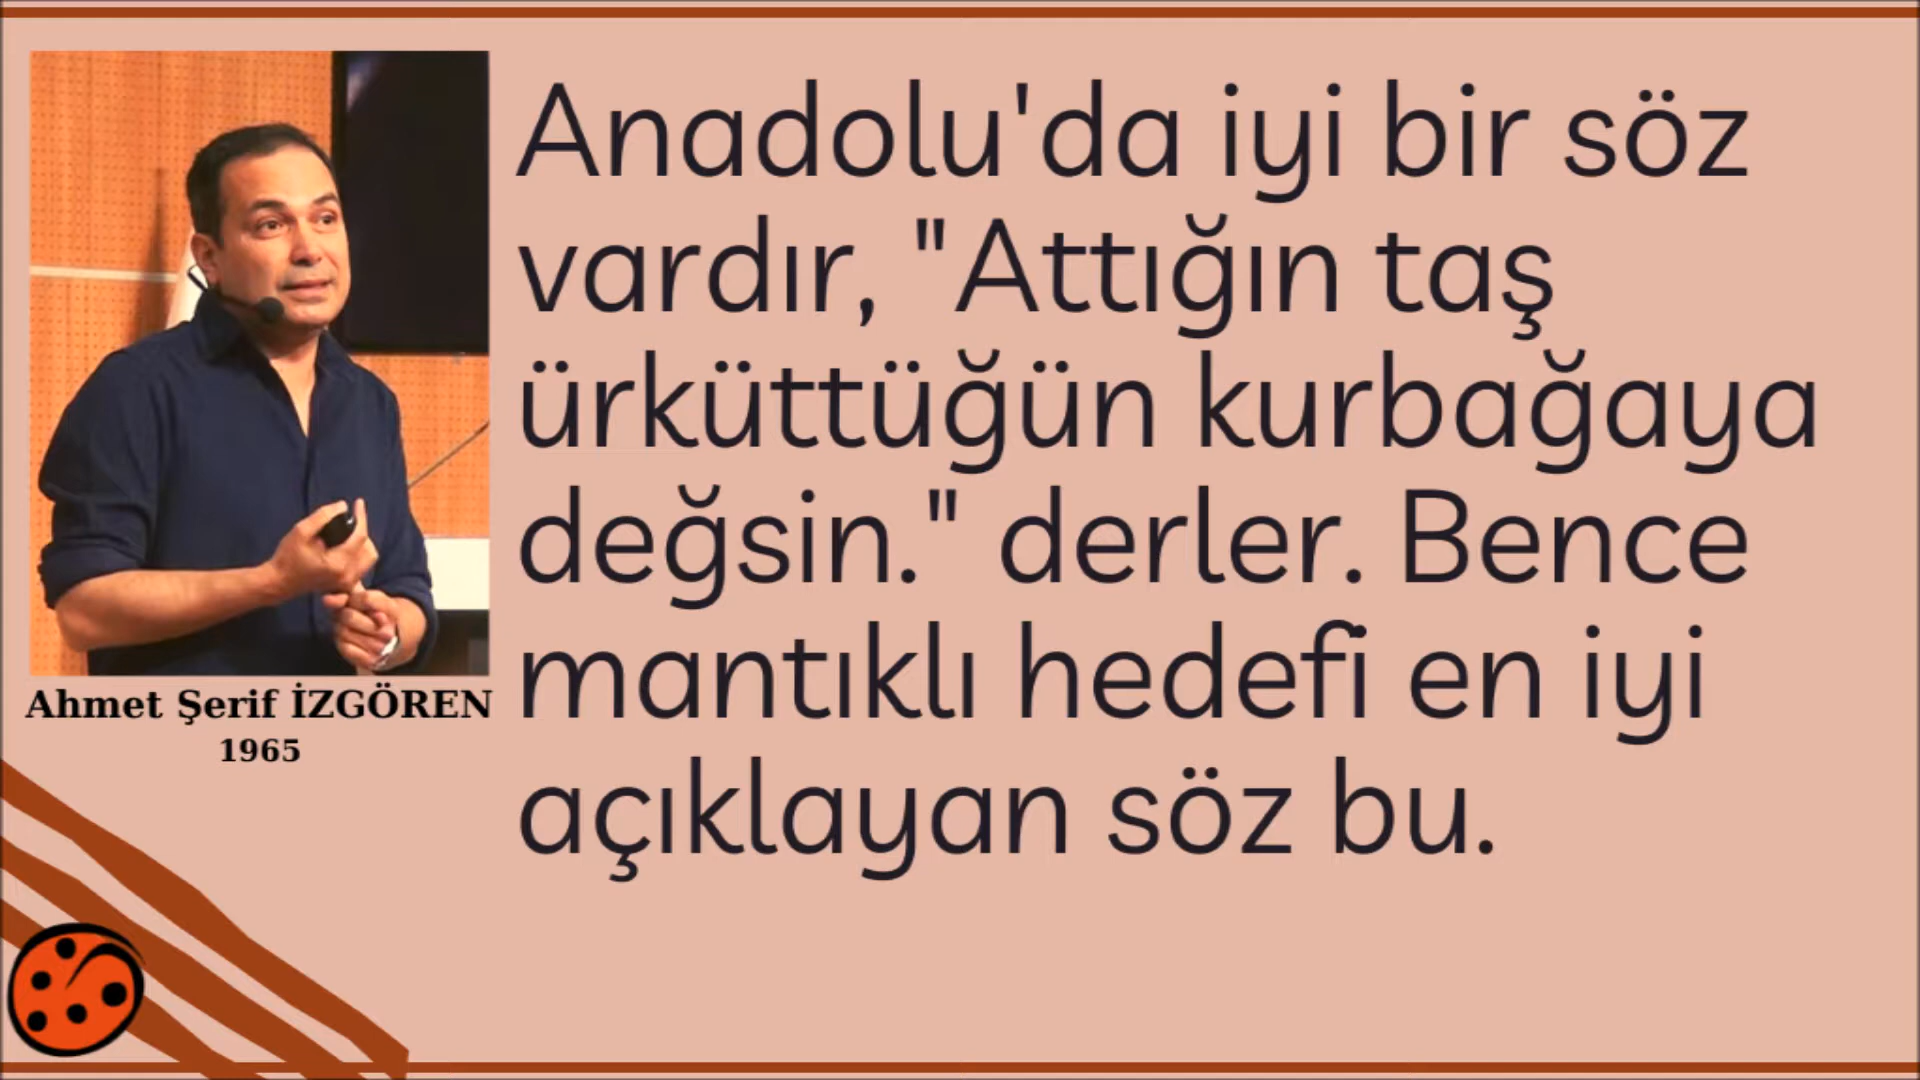 Anadolu'da iyi bir söz
vardır, "Attığın taş
ürküttüğün kurbağaya
değsin." derler. Bence
mantıklı hedefi en iyi
açıklayan söz bu.
Ahmet Şerif İZGÖREN
1965